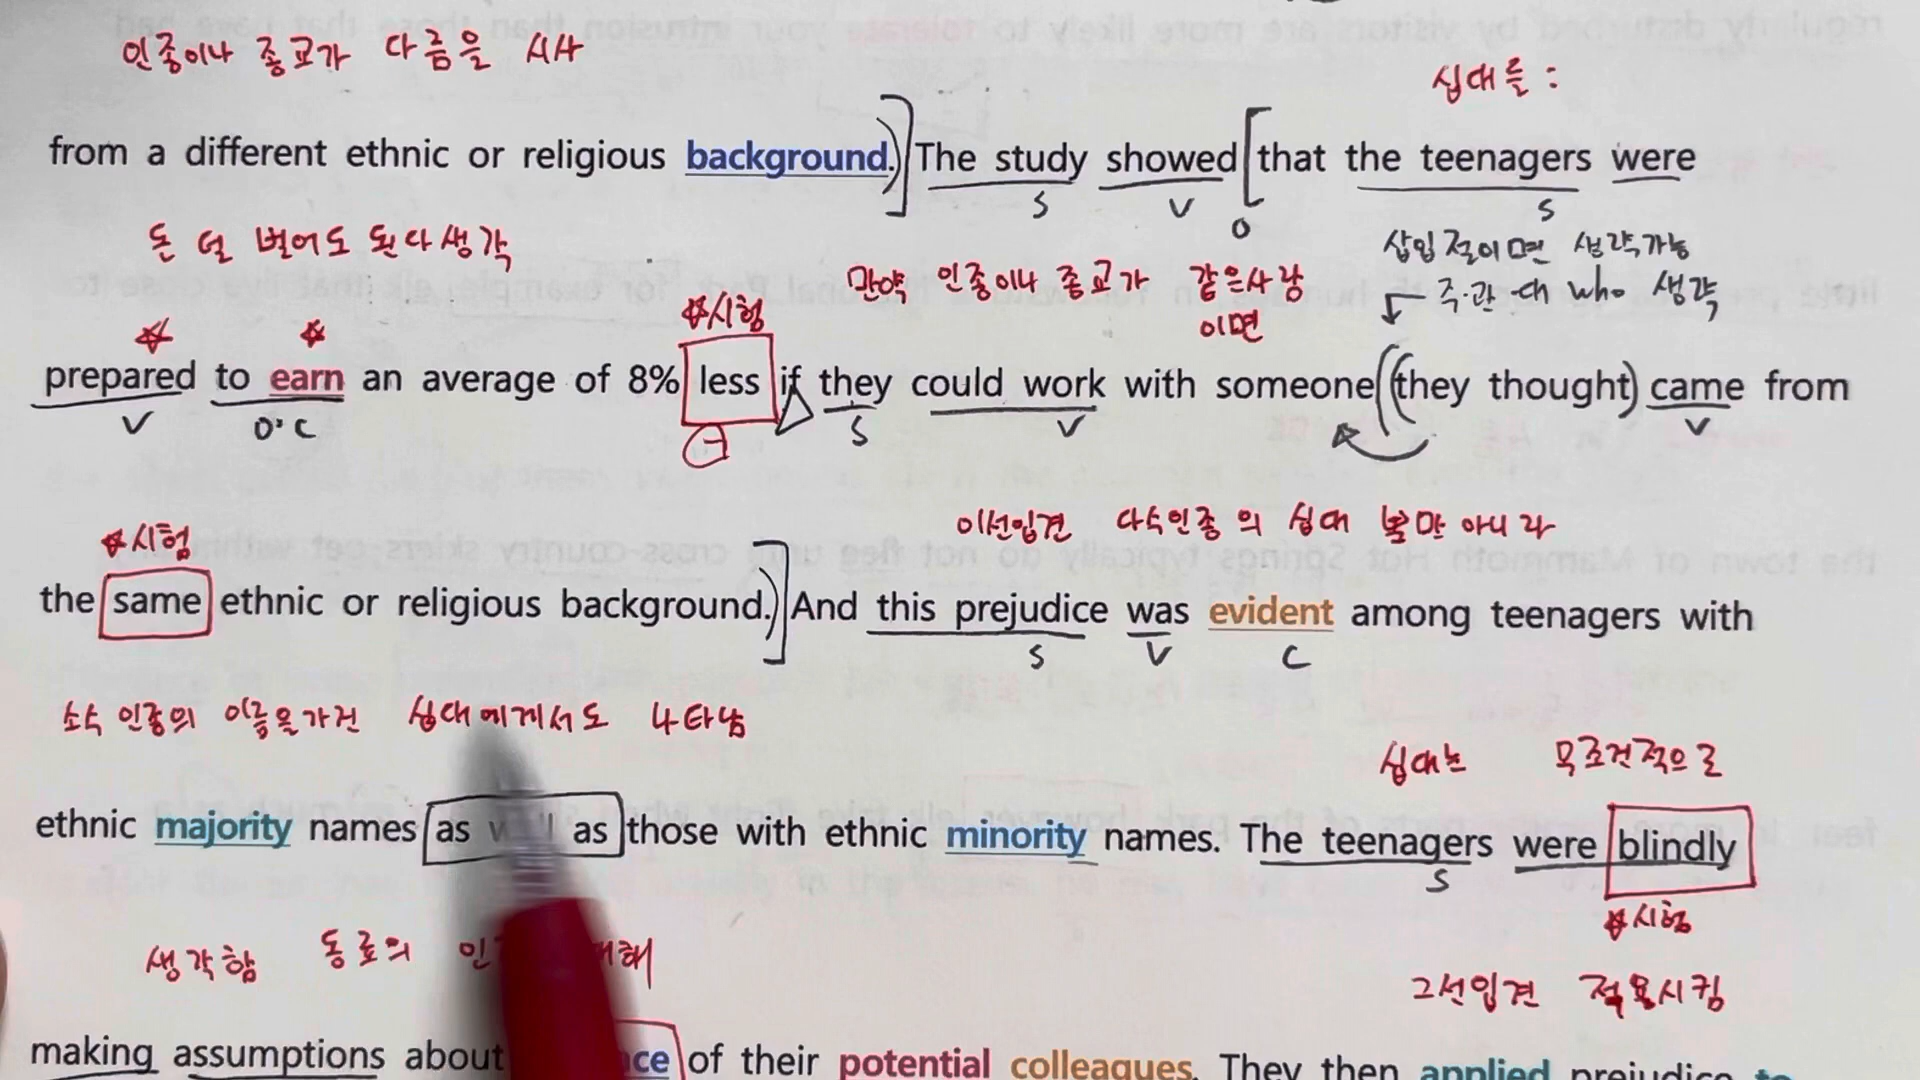 인종이나 종교가 다름을 시사
십대들:
from a different ethnic or religious background. The study showed that the teenagers were
S V O S
돈 덜 벌어도 된다 생각
삽입절이면 생략가능
만약 인종이나 종교가 같은사람
주·관·대 who 생략
☆시험
이면
prepared to earn an average of 8% less if they could work with someone they thought came from
V O·C S V V
☆시험
이선입견 다수인종의 십대 뿐만 아니라
the same ethnic or religious background. And this prejudice was evident among teenagers with
S V C
소수 인종의 이름을가진 십대에게서도 나타남
십대는 무조건적으로
ethnic majority names as as those with ethnic minority names. The teenagers were blindly
S
☆시험
생각함 동료의
그선입견 적용시킴
making assumptions about of their potential colleagues. They then applied prejudice to